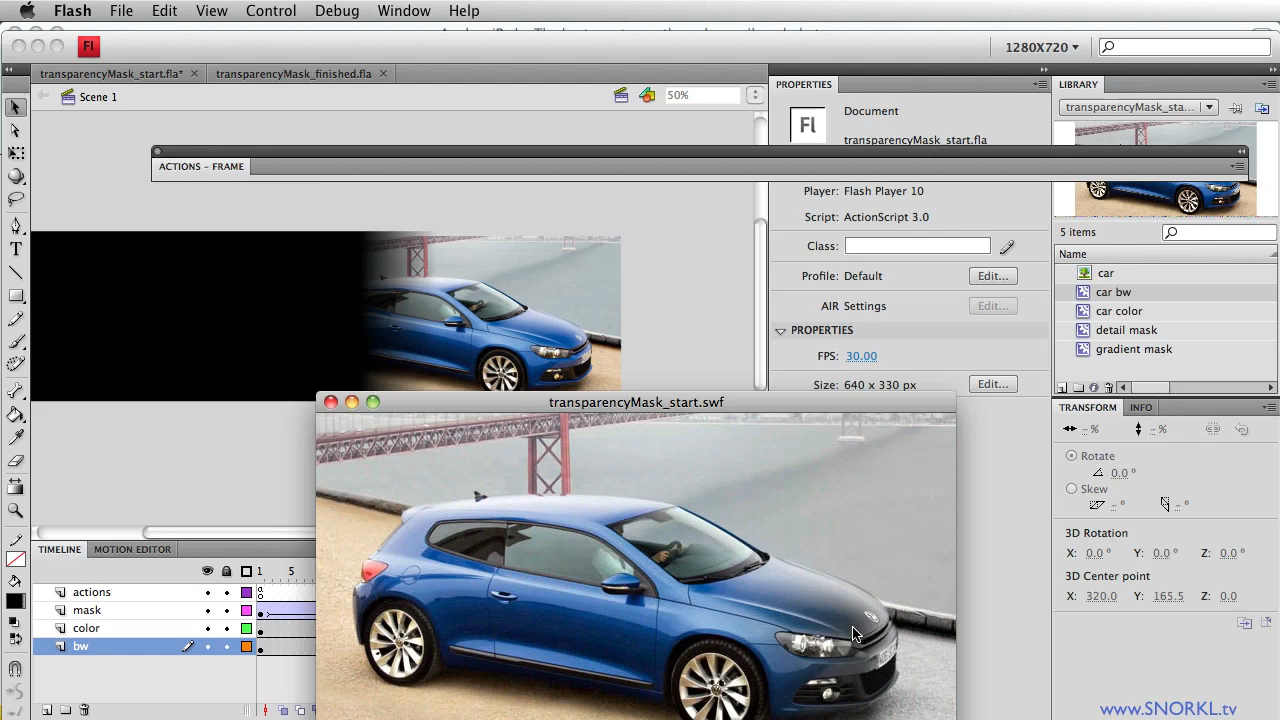 Flash File Edit View Control Debug Window Help
Fl 1280X720
transparencyMask_start.fla* transparencyMask_finished.fla
Scene 1 50%
ACTIONS – FRAME
PROPERTIES
Fl Document
transparencyMask_start.fla
Player: Flash Player 10
Script: ActionScript 3.0
Class:
Profile: Default Edit...
AIR Settings Edit...
PROPERTIES
FPS: 30.00
Size: 640 x 330 px Edit...
LIBRARY
transparencyMask_sta...
5 items
Name
car
car bw
car color
detail mask
gradient mask
TRANSFORM INFO
– % – %
Rotate
0.0 °
Skew
– ° – °
3D Rotation
X: 0.0 ° Y: 0.0 ° Z: 0.0 °
3D Center point
X: 320.0 Y: 165.5 Z: 0.0
transparencyMask_start.swf
TIMELINE MOTION EDITOR
1 5
actions
mask
color
bw
www.SNORKL.tv